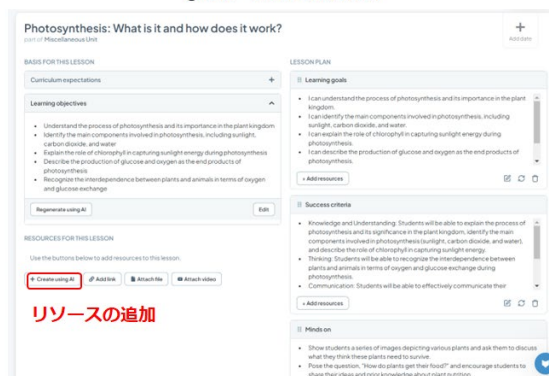 Photosynthesis: What is it and how does it work?
part of Miscellaneous Unit
+
Add date
BASIS FOR THIS LESSON
Curriculum expectations
+
Learning objectives
• Understand the process of photosynthesis and its importance in the plant kingdom
• Identify the main components involved in photosynthesis, including sunlight,
carbon dioxide, and water
• Explain the role of chlorophyll in capturing sunlight energy during photosynthesis
• Describe the production of glucose and oxygen as the end products of
photosynthesis
• Recognize the interdependence between plants and animals in terms of oxygen
and glucose exchange
Regenerate using AI
Edit
RESOURCES FOR THIS LESSON
Use the buttons below to add resources to this lesson.
+ Create using AI
Add link
Attach file
Attach video
リソースの追加
LESSON PLAN
Learning goals
• I can understand the process of photosynthesis and its importance in the plant
kingdom.
• I can identify the main components involved in photosynthesis, including
sunlight, carbon dioxide, and water.
• I can explain the role of chlorophyll in capturing sunlight energy during
photosynthesis.
• I can describe the production of glucose and oxygen as the end products of
photosynthesis.
+ Add resources
Success criteria
• Knowledge and Understanding: Students will be able to explain the process of
photosynthesis and its significance in the plant kingdom, identify the main
components involved in photosynthesis (sunlight, carbon dioxide, and water),
and describe the role of chlorophyll in capturing sunlight energy.
• Thinking: Students will be able to recognize the interdependence between
plants and animals in terms of oxygen and glucose exchange during
photosynthesis.
• Communication: Students will be able to effectively communicate their
+ Add resources
Minds on
• Show students a series of images depicting various plants and ask them to discuss
what they think these plants need to survive.
• Pose the question, "How do plants get their food?" and encourage students to
share their ideas and prior knowledge about plant nutrition.